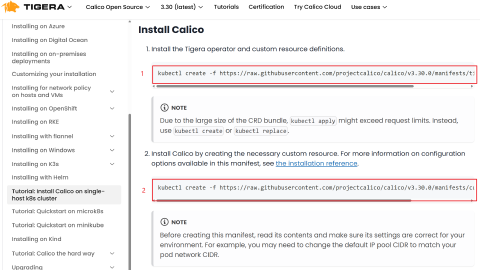 TIGERA
Calico Open Source
3.30 (latest)
Tutorials
Certification
Try Calico Cloud
Use cases
Installing on Azure
Installing on Digital Ocean
Installing on on-premises
deployments
Customizing your installation
Installing for network policy
on hosts and VMs
Installing on OpenShift
Installing on RKE
Installing with flannel
Installing on Windows
Installing on K3s
Installing with Helm
Tutorial: Install Calico on single-
host k8s cluster
Tutorial: Quickstart on microk8s
Tutorial: Quickstart on minikube
Installing on Kind
Tutorial: Calico the hard way
Upgrading
Install Calico
1. Install the Tigera operator and custom resource definitions.
1
kubectl create -f https://raw.githubusercontent.com/projectcalico/calico/v3.30.0/manifests/ti
NOTE
Due to the large size of the CRD bundle, kubectl apply might exceed request limits. Instead,
use kubectl create or kubectl replace.
2. Install Calico by creating the necessary custom resource. For more information on configuration
options available in this manifest, see the installation reference.
2
kubectl create -f https://raw.githubusercontent.com/projectcalico/calico/v3.30.0/manifests/cu
NOTE
Before creating this manifest, read its contents and make sure its settings are correct for your
environment. For example, you may need to change the default IP pool CIDR to match your
pod network CIDR.